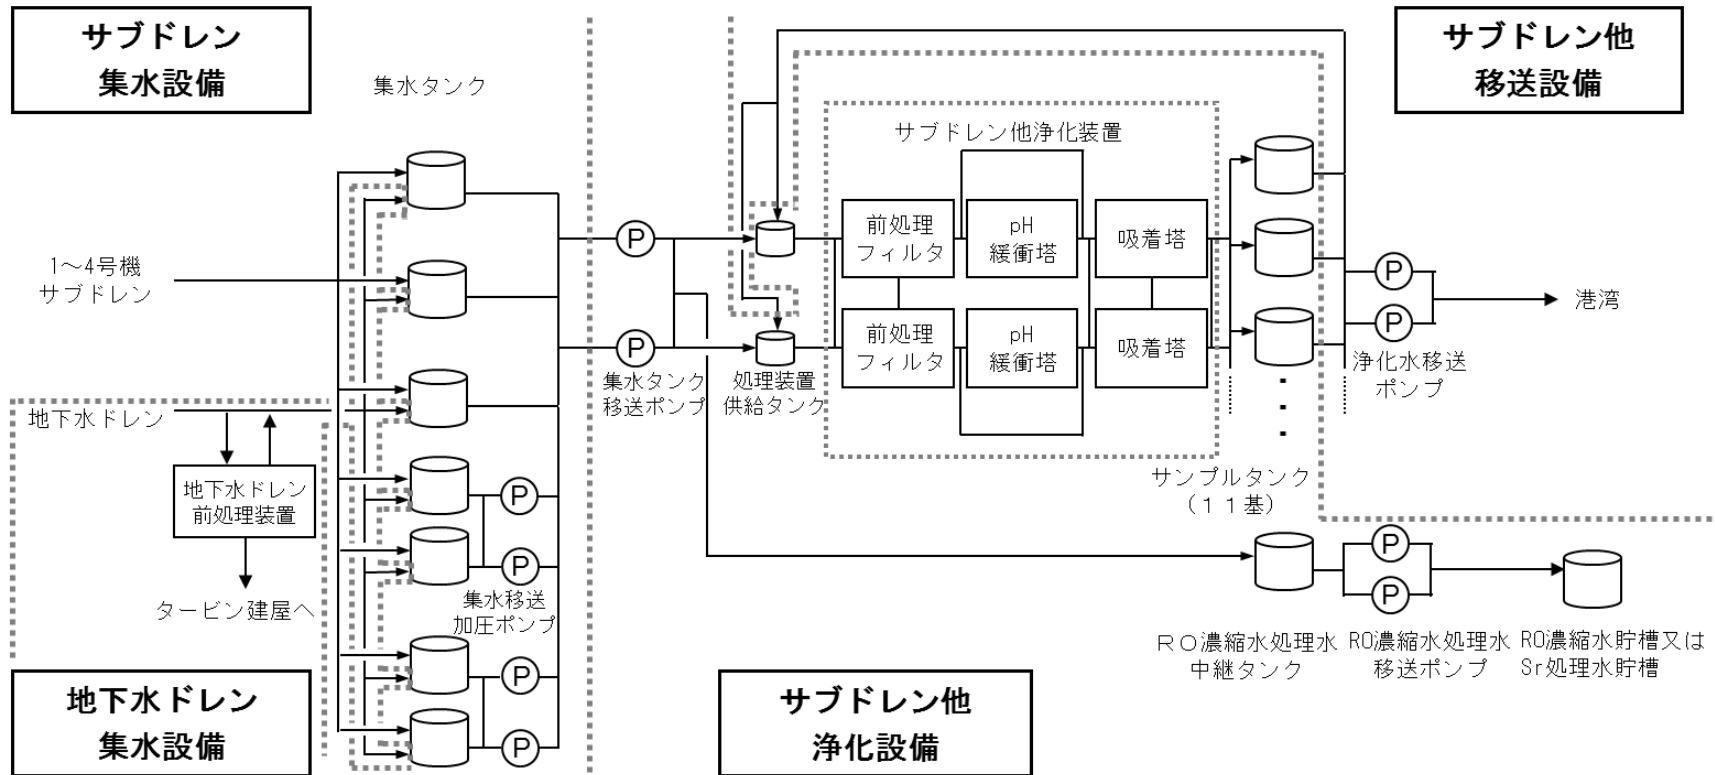 サブドレン
集水設備
集水タンク
サブドレン他
移送設備
サブドレン他浄化装置
1～4号機
サブドレン
P
P
前処理
フィルタ
pH
緩衝塔
吸着塔
前処理
フィルタ
pH
緩衝塔
吸着塔
P
P
港湾
集水タンク
移送ポンプ
処理装置
供給タンク
浄化水移送
ポンプ
地下水ドレン
地下水ドレン
前処理装置
タービン建屋へ
P
P
集水移送
加圧ポンプ
P
P
サンプルタンク
（１１基）
P
P
ＲＯ濃縮水処理水
中継タンク
RO濃縮水処理水
移送ポンプ
RO濃縮水貯槽又は
Sr処理水貯槽
地下水ドレン
集水設備
サブドレン他
浄化設備